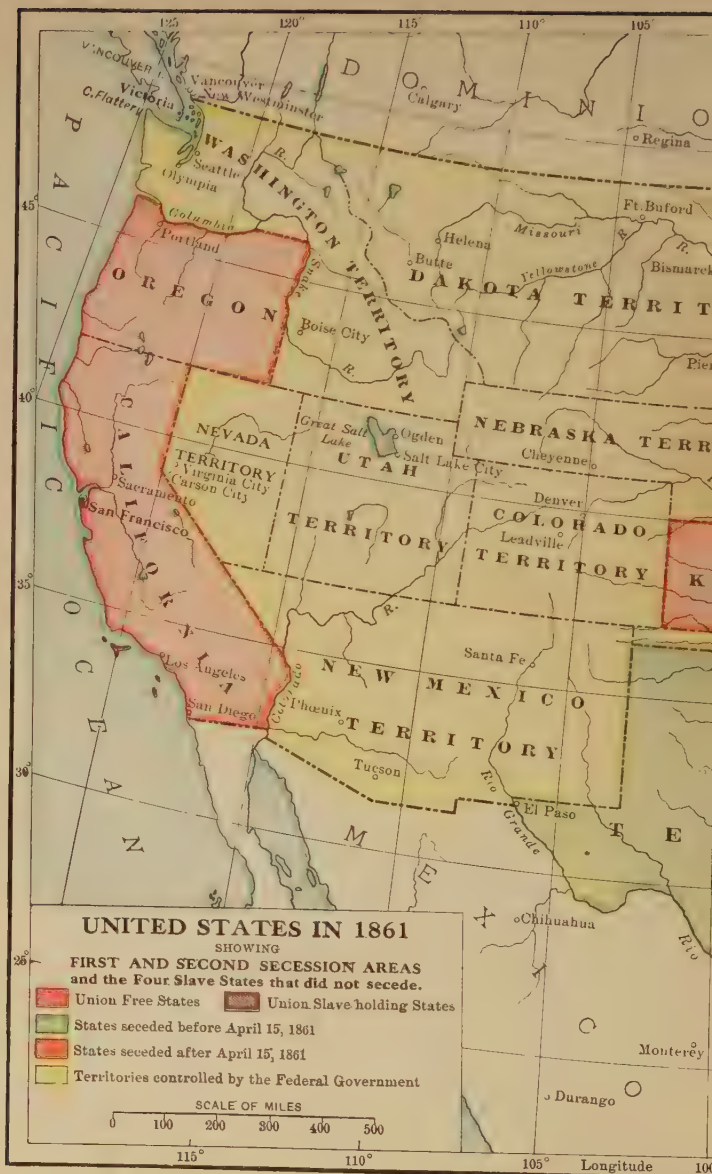 125° 120° 115° 110° 105°
VANCOUVER I.
Vancouver
New Westminster
Victoria
C. Flattery
DOMINIO
Calgary
Regina
PACIFIC OCEAN
Seattle
Olympia
WASHINGTON TERRITORY
R.
Columbia
Portland
Snake
R.
Ft. Buford
Missouri
R.
Helena
Butte
Yellowstone
R.
Bismarck
DAKOTA TERRIT
OREGON
Boise City
Pier
45°
40°
35°
30°
25°
CALIFORNIA
NEVADA
TERRITORY
Virginia City
Carson City
Sacramento
San Francisco
Great Salt
Lake
Ogden
Salt Lake City
UTAH
TERRITORY
NEBRASKA TERR
Cheyenne
Denver
COLORADO
Leadville
TERRITORY
K
R.
Colorado
Los Angeles
San Diego
Santa Fe
NEW MEXICO
TERRITORY
Phoenix
Tucson
Rio
Grande
El Paso
TE
MEXICO
Chihuahua
Rio
Monterey
Durango
UNITED STATES IN 1861
SHOWING
FIRST AND SECOND SECESSION AREAS
and the Four Slave States that did not secede.
Union Free States Union Slave holding States
States seceded before April 15, 1861
States seceded after April 15, 1861
Territories controlled by the Federal Government
SCALE OF MILES
0 100 200 300 400 500
115° 110° 105° Longitude 100